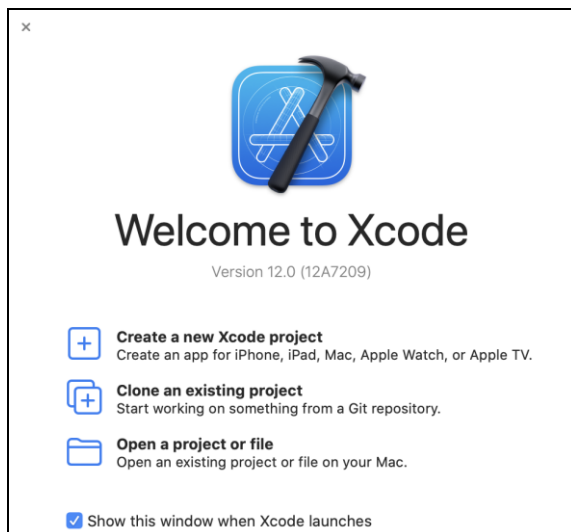 Welcome to Xcode
Version 12.0 (12A7209)
Create a new Xcode project
Create an app for iPhone, iPad, Mac, Apple Watch, or Apple TV.
Clone an existing project
Start working on something from a Git repository.
Open a project or file
Open an existing project or file on your Mac.
Show this window when Xcode launches